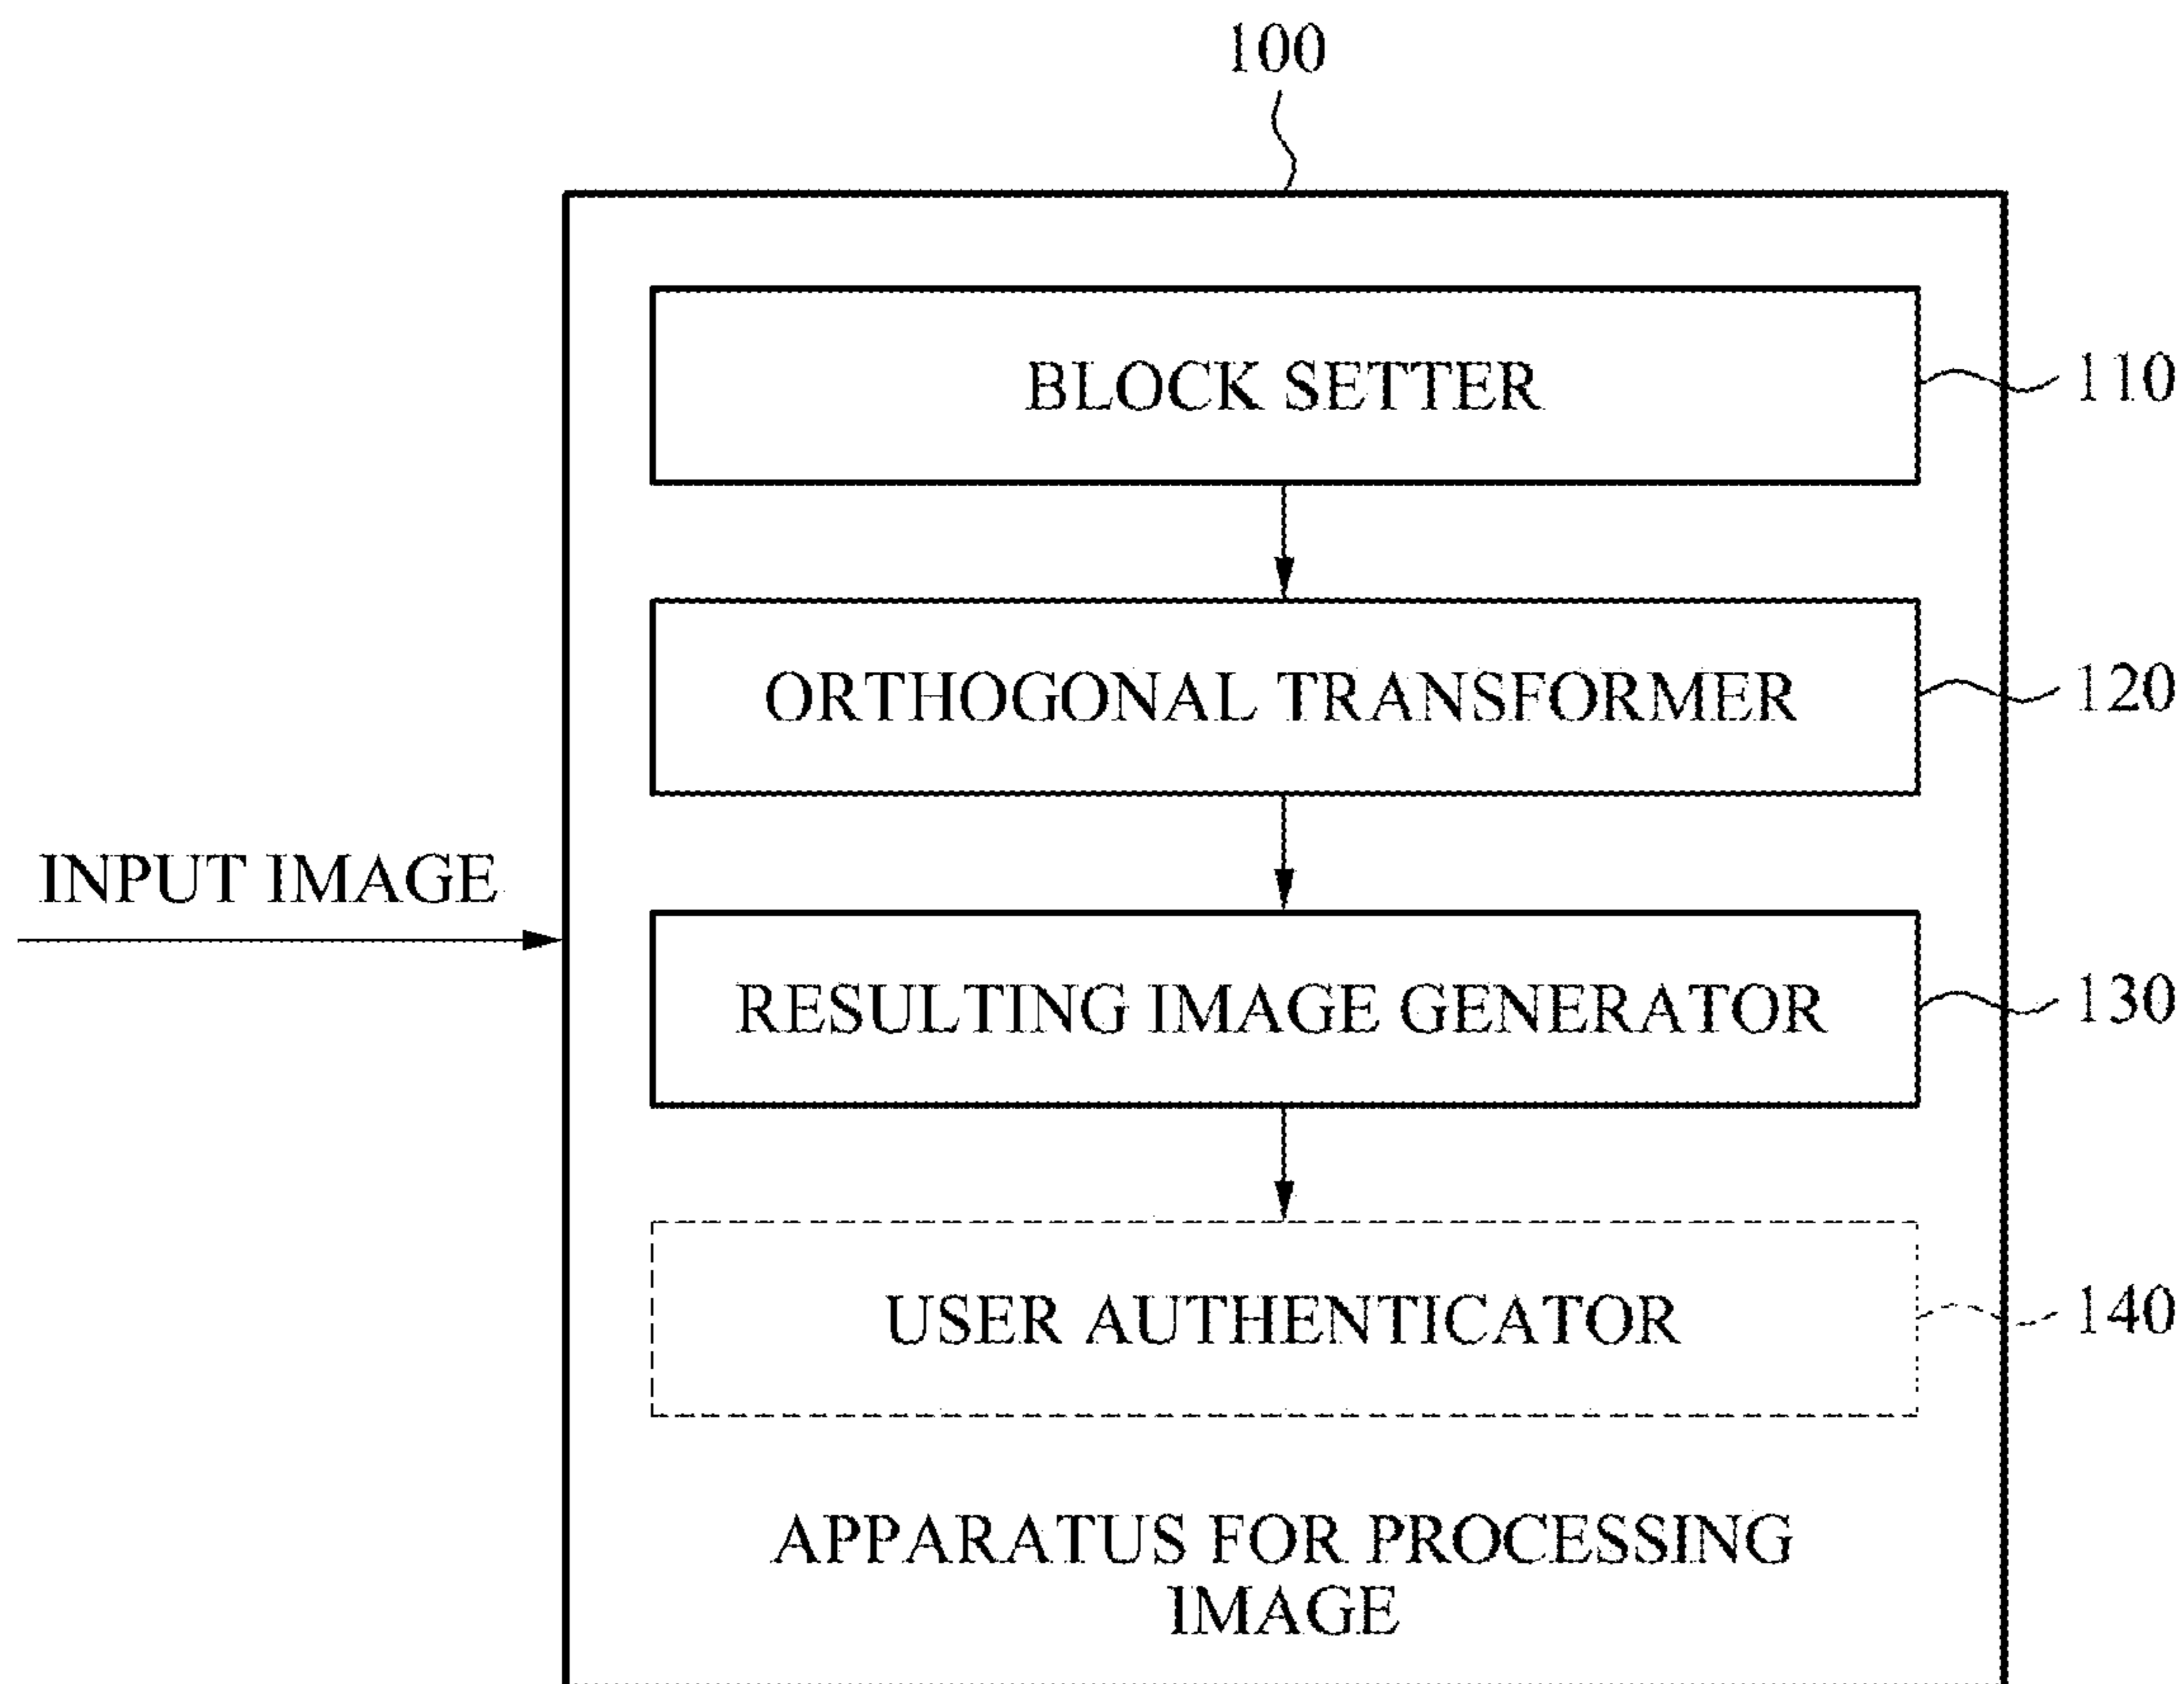 100
BLOCK SETTER
110
ORTHOGONAL TRANSFORMER
120
INPUT IMAGE
RESULTING IMAGE GENERATOR
130
USER AUTHENTICATOR
140
APPARATUS FOR PROCESSING
IMAGE